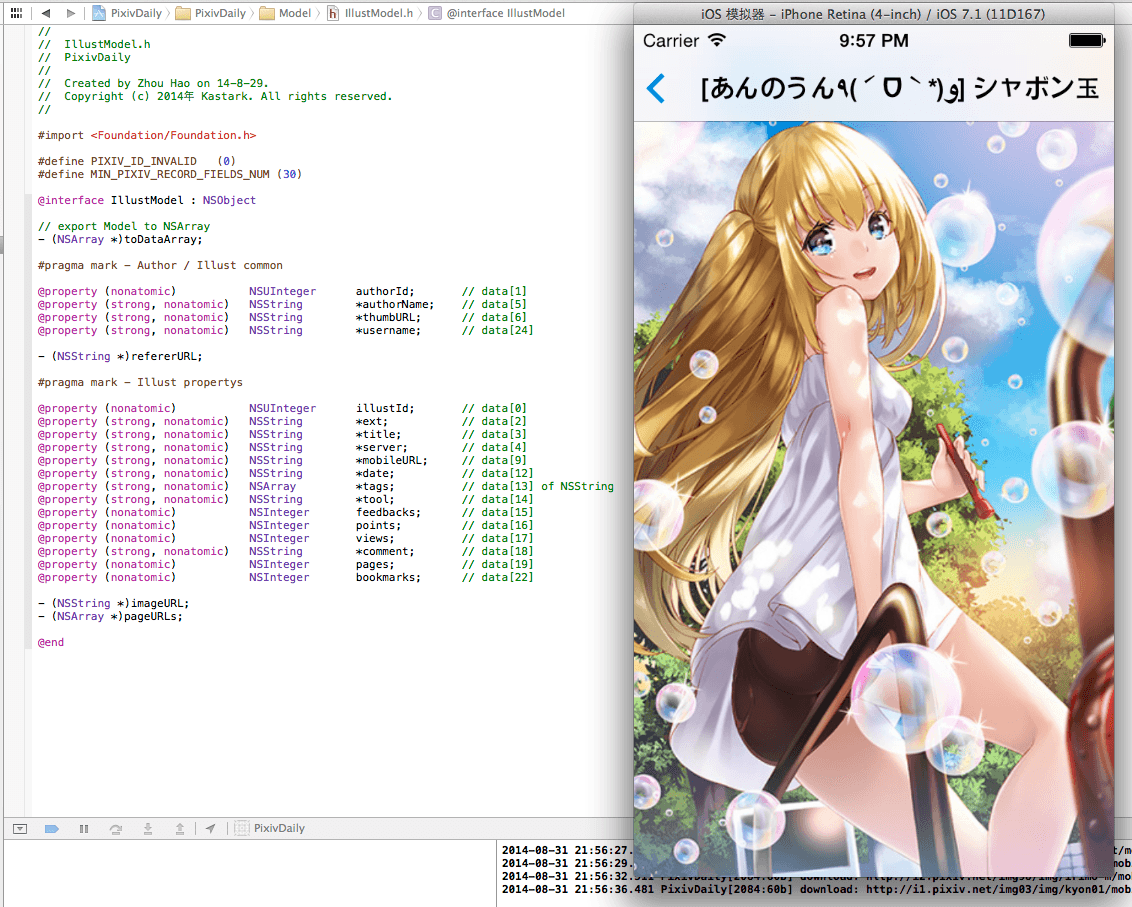 PixivDaily PixivDaily Model IllustModel.h @interface IllustModel
//
//  IllustModel.h
//  PixivDaily
//
//  Created by Zhou Hao on 14-8-29.
//  Copyright (c) 2014年 Kastark. All rights reserved.
//
#import <Foundation/Foundation.h>
#define PIXIV_ID_INVALID   (0)
#define MIN_PIXIV_RECORD_FIELDS_NUM (30)
@interface IllustModel : NSObject
// export Model to NSArray
- (NSArray *)toDataArray;
#pragma mark - Author / Illust common
@property (nonatomic) NSUInteger authorId; // data[1]
@property (strong, nonatomic) NSString *authorName; // data[5]
@property (strong, nonatomic) NSString *thumbURL; // data[6]
@property (strong, nonatomic) NSString *username; // data[24]
- (NSString *)refererURL;
#pragma mark - Illust propertys
@property (nonatomic) NSUInteger illustId; // data[0]
@property (strong, nonatomic) NSString *ext; // data[2]
@property (strong, nonatomic) NSString *title; // data[3]
@property (strong, nonatomic) NSString *server; // data[4]
@property (strong, nonatomic) NSString *mobileURL; // data[9]
@property (strong, nonatomic) NSString *date; // data[12]
@property (strong, nonatomic) NSArray *tags; // data[13] of NSString
@property (strong, nonatomic) NSString *tool; // data[14]
@property (nonatomic) NSInteger feedbacks; // data[15]
@property (nonatomic) NSInteger points; // data[16]
@property (nonatomic) NSInteger views; // data[17]
@property (strong, nonatomic) NSString *comment; // data[18]
@property (nonatomic) NSInteger pages; // data[19]
@property (nonatomic) NSInteger bookmarks; // data[22]
- (NSString *)imageURL;
- (NSArray *)pageURLs;
@end
PixivDaily
2014-08-31 21:56:27.
2014-08-31 21:56:29.
2014-08-31 21:56:32.
2014-08-31 21:56:36.481 PixivDaily[2084:60b] download: http://i1.pixiv.net/img03/img/kyon01/mob
iOS 模拟器 - iPhone Retina (4-inch) / iOS 7.1 (11D167)
Carrier 9:57 PM
[あんのうん٩(´ᗜ`*)و] シャボン玉